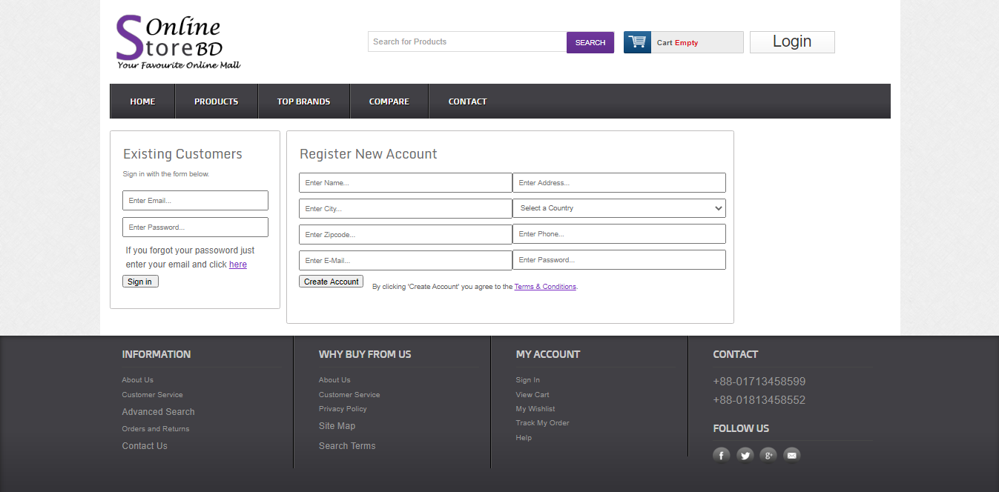 Online
Store BD
Your Favourite Online Mall
Search for Products
SEARCH
Cart Empty
Login
HOME
PRODUCTS
TOP BRANDS
COMPARE
CONTACT
Existing Customers
Sign in with the form below.
Enter Email...
Enter Password...
If you forgot your passoword just
enter your email and click here
Sign in
Register New Account
Enter Name...
Enter Address...
Enter City...
Select a Country
Enter Zipcode...
Enter Phone...
Enter E-Mail...
Enter Password...
Create Account
By clicking 'Create Account' you agree to the Terms & Conditions.
INFORMATION
About Us
Customer Service
Advanced Search
Orders and Returns
Contact Us
WHY BUY FROM US
About Us
Customer Service
Privacy Policy
Site Map
Search Terms
MY ACCOUNT
Sign In
View Cart
My Wishlist
Track My Order
Help
CONTACT
+88-01713458599
+88-01813458552
FOLLOW US